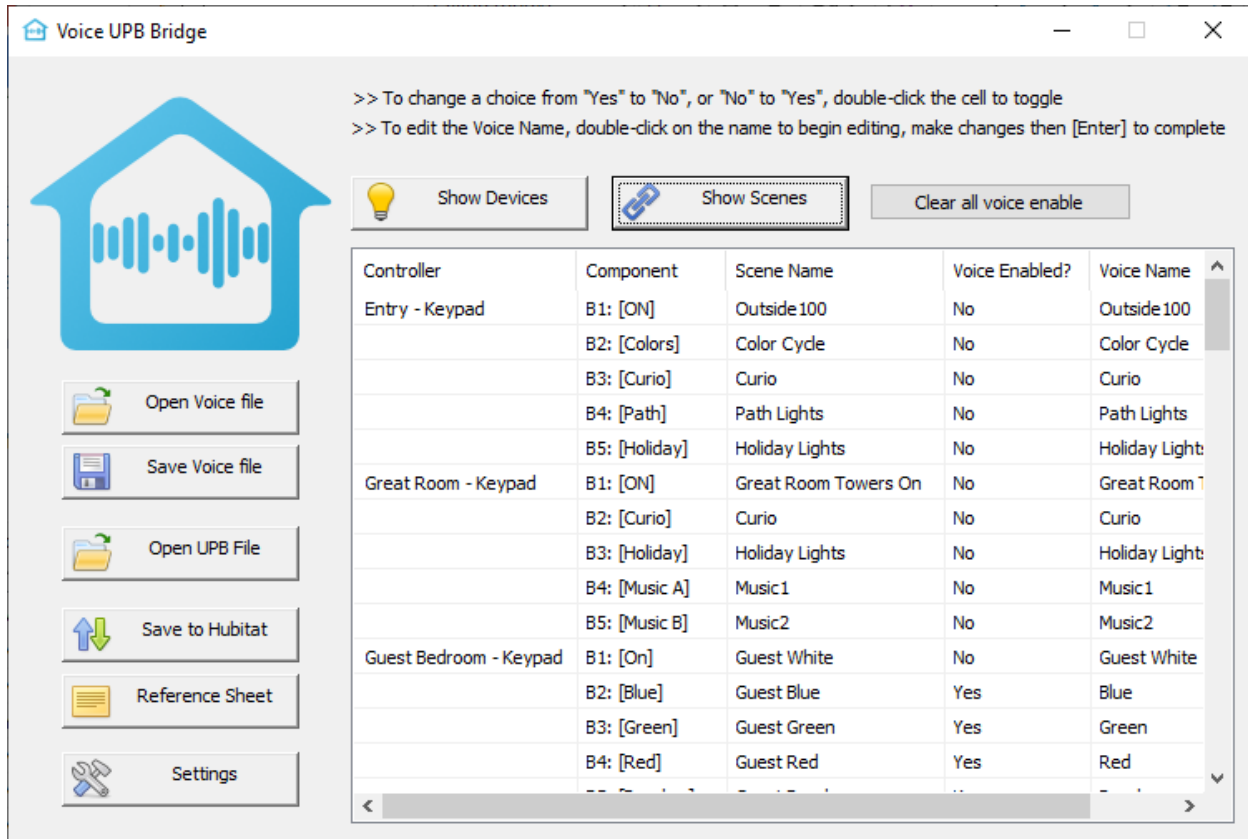 Voice UPB Bridge
>> To change a choice from "Yes" to "No", or "No" to "Yes", double-click the cell to toggle
>> To edit the Voice Name, double-click on the name to begin editing, make changes then [Enter] to complete
Show Devices Show Scenes Clear all voice enable
Controller Component Scene Name Voice Enabled? Voice Name
Entry - Keypad B1: [ON] Outside100 No Outside100
B2: [Colors] Color Cycle No Color Cycle
B3: [Curio] Curio No Curio
B4: [Path] Path Lights No Path Lights
B5: [Holiday] Holiday Lights No Holiday Lights
Great Room - Keypad B1: [ON] Great Room Towers On No Great Room
B2: [Curio] Curio No Curio
B3: [Holiday] Holiday Lights No Holiday Lights
B4: [Music A] Music1 No Music1
B5: [Music B] Music2 No Music2
Guest Bedroom - Keypad B1: [On] Guest White No Guest White
B2: [Blue] Guest Blue Yes Blue
B3: [Green] Guest Green Yes Green
B4: [Red] Guest Red Yes Red
Open Voice file
Save Voice file
Open UPB File
Save to Hubitat
Reference Sheet
Settings